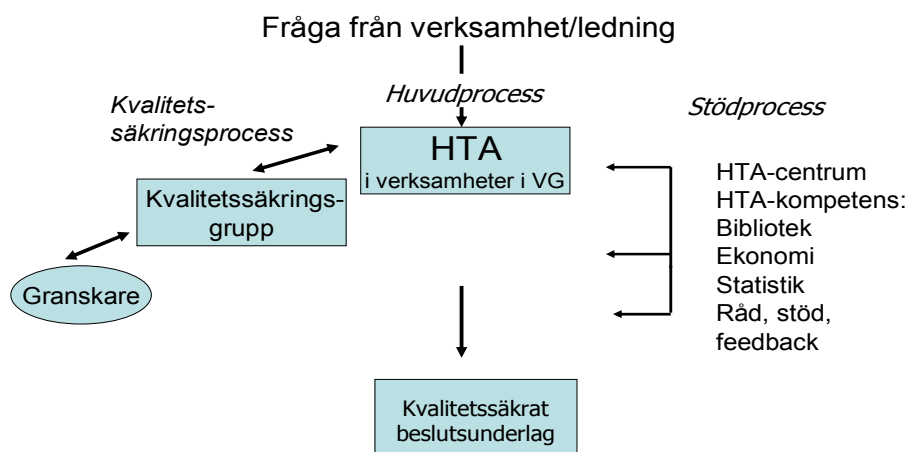 Fråga från verksamhet/ledning
Kvalitets-
säkringsprocess
Huvudprocess
Stödprocess
HTA
i verksamheter i VG
Kvalitetssäkrings-
grupp
Granskare
HTA-centrum
HTA-kompetens:
Bibliotek
Ekonomi
Statistik
Råd, stöd,
feedback
Kvalitetssäkrat
beslutsunderlag